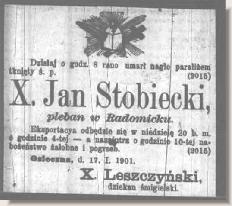 Dzisiaj o godz. 8 rano umarł nagle paraliżem
tknięty ś. p. (2015)
X. Jan Stobiecki,
pleban w Radomicku.
Eksportacya odbędzie się w niedzielę 20 b. m.
o godzinie 4-tej — a nazajutrz o godzinie 10-tej na-
bożeństwo żałobne i pogrzeb. (2015)
Osieczna, d. 17. I. 1901.
X. Leszczyński,
dziekan śmigielski.